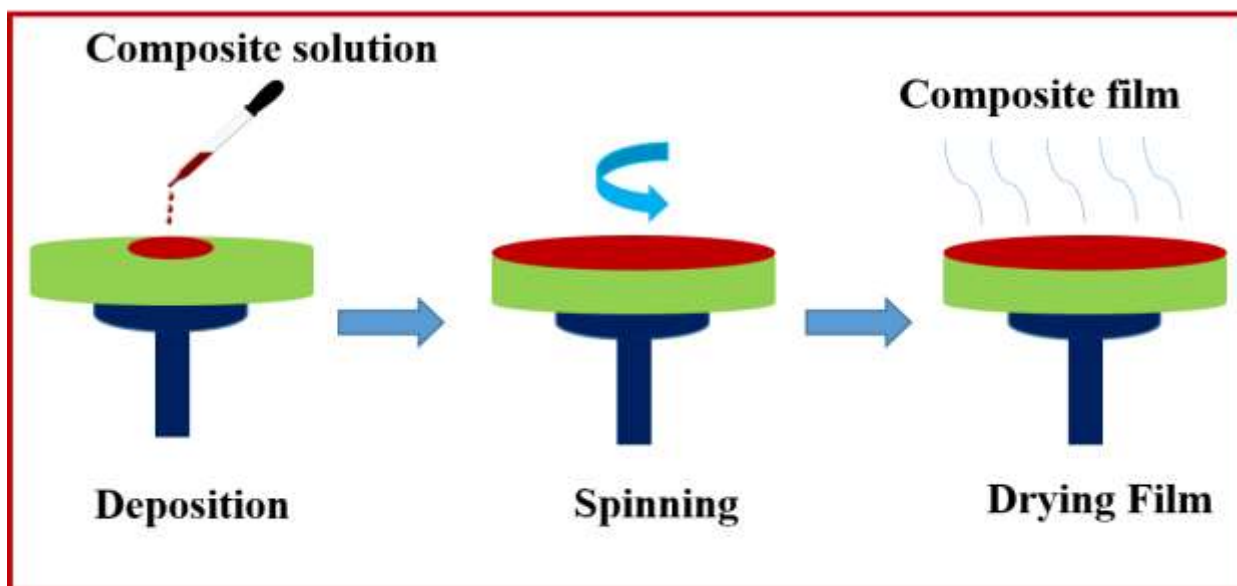 Composite solution
Composite film
Deposition
Spinning
Drying Film